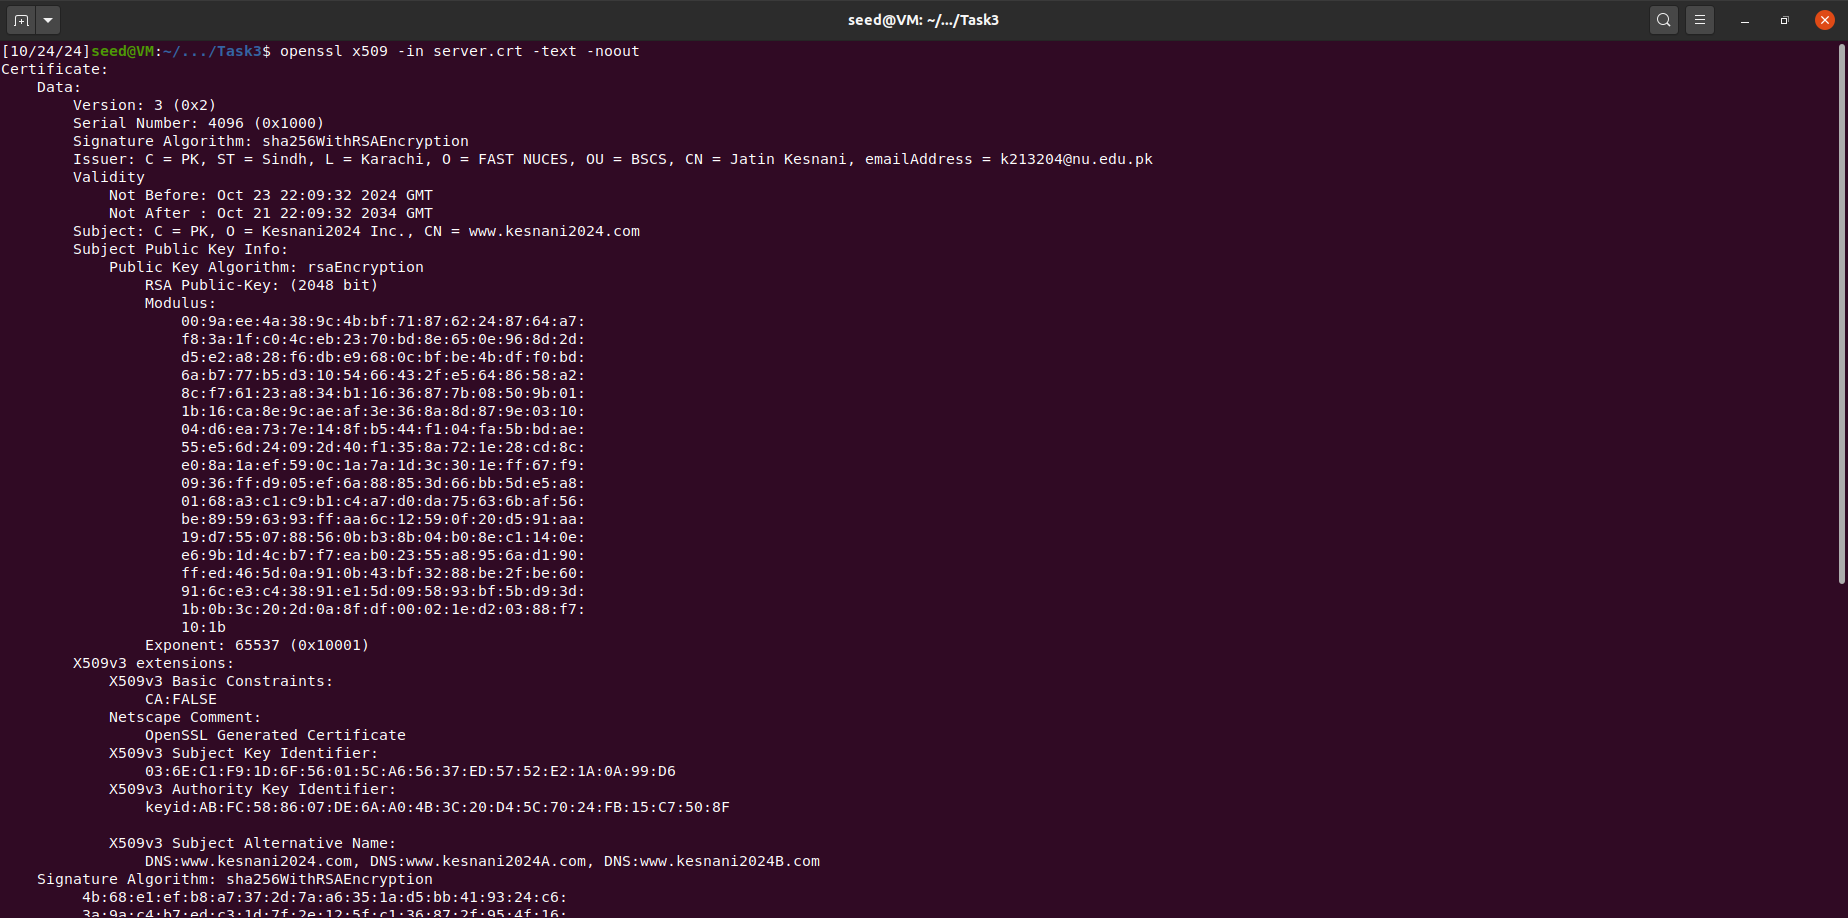 seed@VM: ~/.../Task3
[10/24/24]seed@VM:~/.../Task3$ openssl x509 -in server.crt -text -noout
Certificate:
    Data:
        Version: 3 (0x2)
        Serial Number: 4096 (0x1000)
        Signature Algorithm: sha256WithRSAEncryption
        Issuer: C = PK, ST = Sindh, L = Karachi, O = FAST NUCES, OU = BSCS, CN = Jatin Kesnani, emailAddress = k213204@nu.edu.pk
        Validity
            Not Before: Oct 23 22:09:32 2024 GMT
            Not After : Oct 21 22:09:32 2034 GMT
        Subject: C = PK, O = Kesnani2024 Inc., CN = www.kesnani2024.com
        Subject Public Key Info:
            Public Key Algorithm: rsaEncryption
                RSA Public-Key: (2048 bit)
                Modulus:
                    00:9a:ee:4a:38:9c:4b:bf:71:87:62:24:87:64:a7:
                    f8:3a:1f:c0:4c:eb:23:70:bd:8e:65:0e:96:8d:2d:
                    d5:e2:a8:28:f6:db:e9:68:0c:bf:be:4b:df:f0:bd:
                    6a:b7:77:b5:d3:10:54:66:43:2f:e5:64:86:58:a2:
                    8c:f7:61:23:a8:34:b1:16:36:87:7b:08:50:9b:01:
                    1b:16:ca:8e:9c:ae:af:3e:36:8a:8d:87:9e:03:10:
                    04:d6:ea:73:7e:14:8f:b5:44:f1:04:fa:5b:bd:ae:
                    55:e5:6d:24:09:2d:40:f1:35:8a:72:1e:28:cd:8c:
                    e0:8a:1a:ef:59:0c:1a:7a:1d:3c:30:1e:ff:67:f9:
                    09:36:ff:d9:05:ef:6a:88:85:3d:66:bb:5d:e5:a8:
                    01:68:a3:c1:c9:b1:c4:a7:d0:da:75:63:6b:af:56:
                    be:89:59:63:93:ff:aa:6c:12:59:0f:20:d5:91:aa:
                    19:d7:55:07:88:56:0b:b3:8b:04:b0:8e:c1:14:0e:
                    e6:9b:1d:4c:b7:f7:ea:b0:23:55:a8:95:6a:d1:90:
                    ff:ed:46:5d:0a:91:0b:43:bf:32:88:be:2f:be:60:
                    91:6c:e3:c4:38:91:e1:5d:09:58:93:bf:5b:d9:3d:
                    1b:0b:3c:20:2d:0a:8f:df:00:02:1e:d2:03:88:f7:
                    10:1b
                Exponent: 65537 (0x10001)
        X509v3 extensions:
            X509v3 Basic Constraints:
                CA:FALSE
            Netscape Comment:
                OpenSSL Generated Certificate
            X509v3 Subject Key Identifier:
                03:6E:C1:F9:1D:6F:56:01:5C:A6:56:37:ED:57:52:E2:1A:0A:99:D6
            X509v3 Authority Key Identifier:
                keyid:AB:FC:58:86:07:DE:6A:A0:4B:3C:20:D4:5C:70:24:FB:15:C7:50:8F
            X509v3 Subject Alternative Name:
                DNS:www.kesnani2024.com, DNS:www.kesnani2024A.com, DNS:www.kesnani2024B.com
    Signature Algorithm: sha256WithRSAEncryption
         4b:68:e1:ef:b8:a7:37:2d:7a:a6:35:1a:d5:bb:41:93:24:c6:
         3a:9a:c4:b7:ed:c3:1d:7f:2e:12:5f:c1:36:87:2f:95:4f:16: